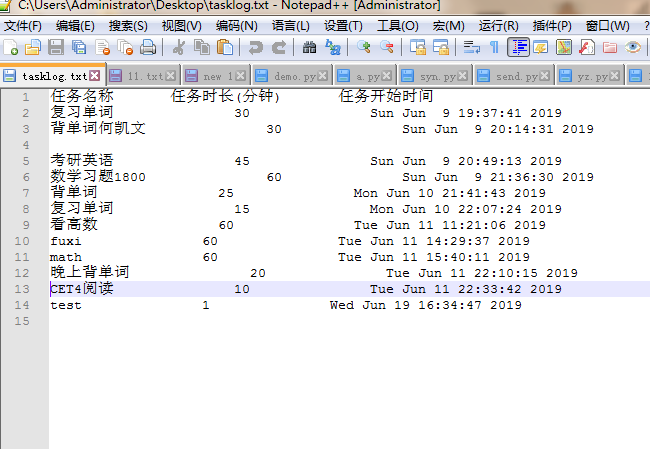 C:\Users\Administrator\Desktop\tasklog.txt - Notepad++ [Administrator]
文件(F) 编辑(E) 搜索(S) 视图(V) 编码(N) 语言(L) 设置(T) 工具(O) 宏(M) 运行(R) 插件(P) 窗口(W) ?
tasklog.txt 11.txt new 1 demo.py a.py syn.py send.py yz.py
1 任务名称 任务时长(分钟) 任务开始时间
2 复习单词 30 Sun Jun 9 19:37:41 2019
3 背单词何凯文 30 Sun Jun 9 20:14:31 2019
4
5 考研英语 45 Sun Jun 9 20:49:13 2019
6 数学习题1800 60 Sun Jun 9 21:36:30 2019
7 背单词 25 Mon Jun 10 21:41:43 2019
8 复习单词 15 Mon Jun 10 22:07:24 2019
9 看高数 60 Tue Jun 11 11:21:06 2019
10 fuxi 60 Tue Jun 11 14:29:37 2019
11 math 60 Tue Jun 11 15:40:11 2019
12 晚上背单词 20 Tue Jun 11 22:10:15 2019
13 CET4阅读 10 Tue Jun 11 22:33:42 2019
14 test 1 Wed Jun 19 16:34:47 2019
15